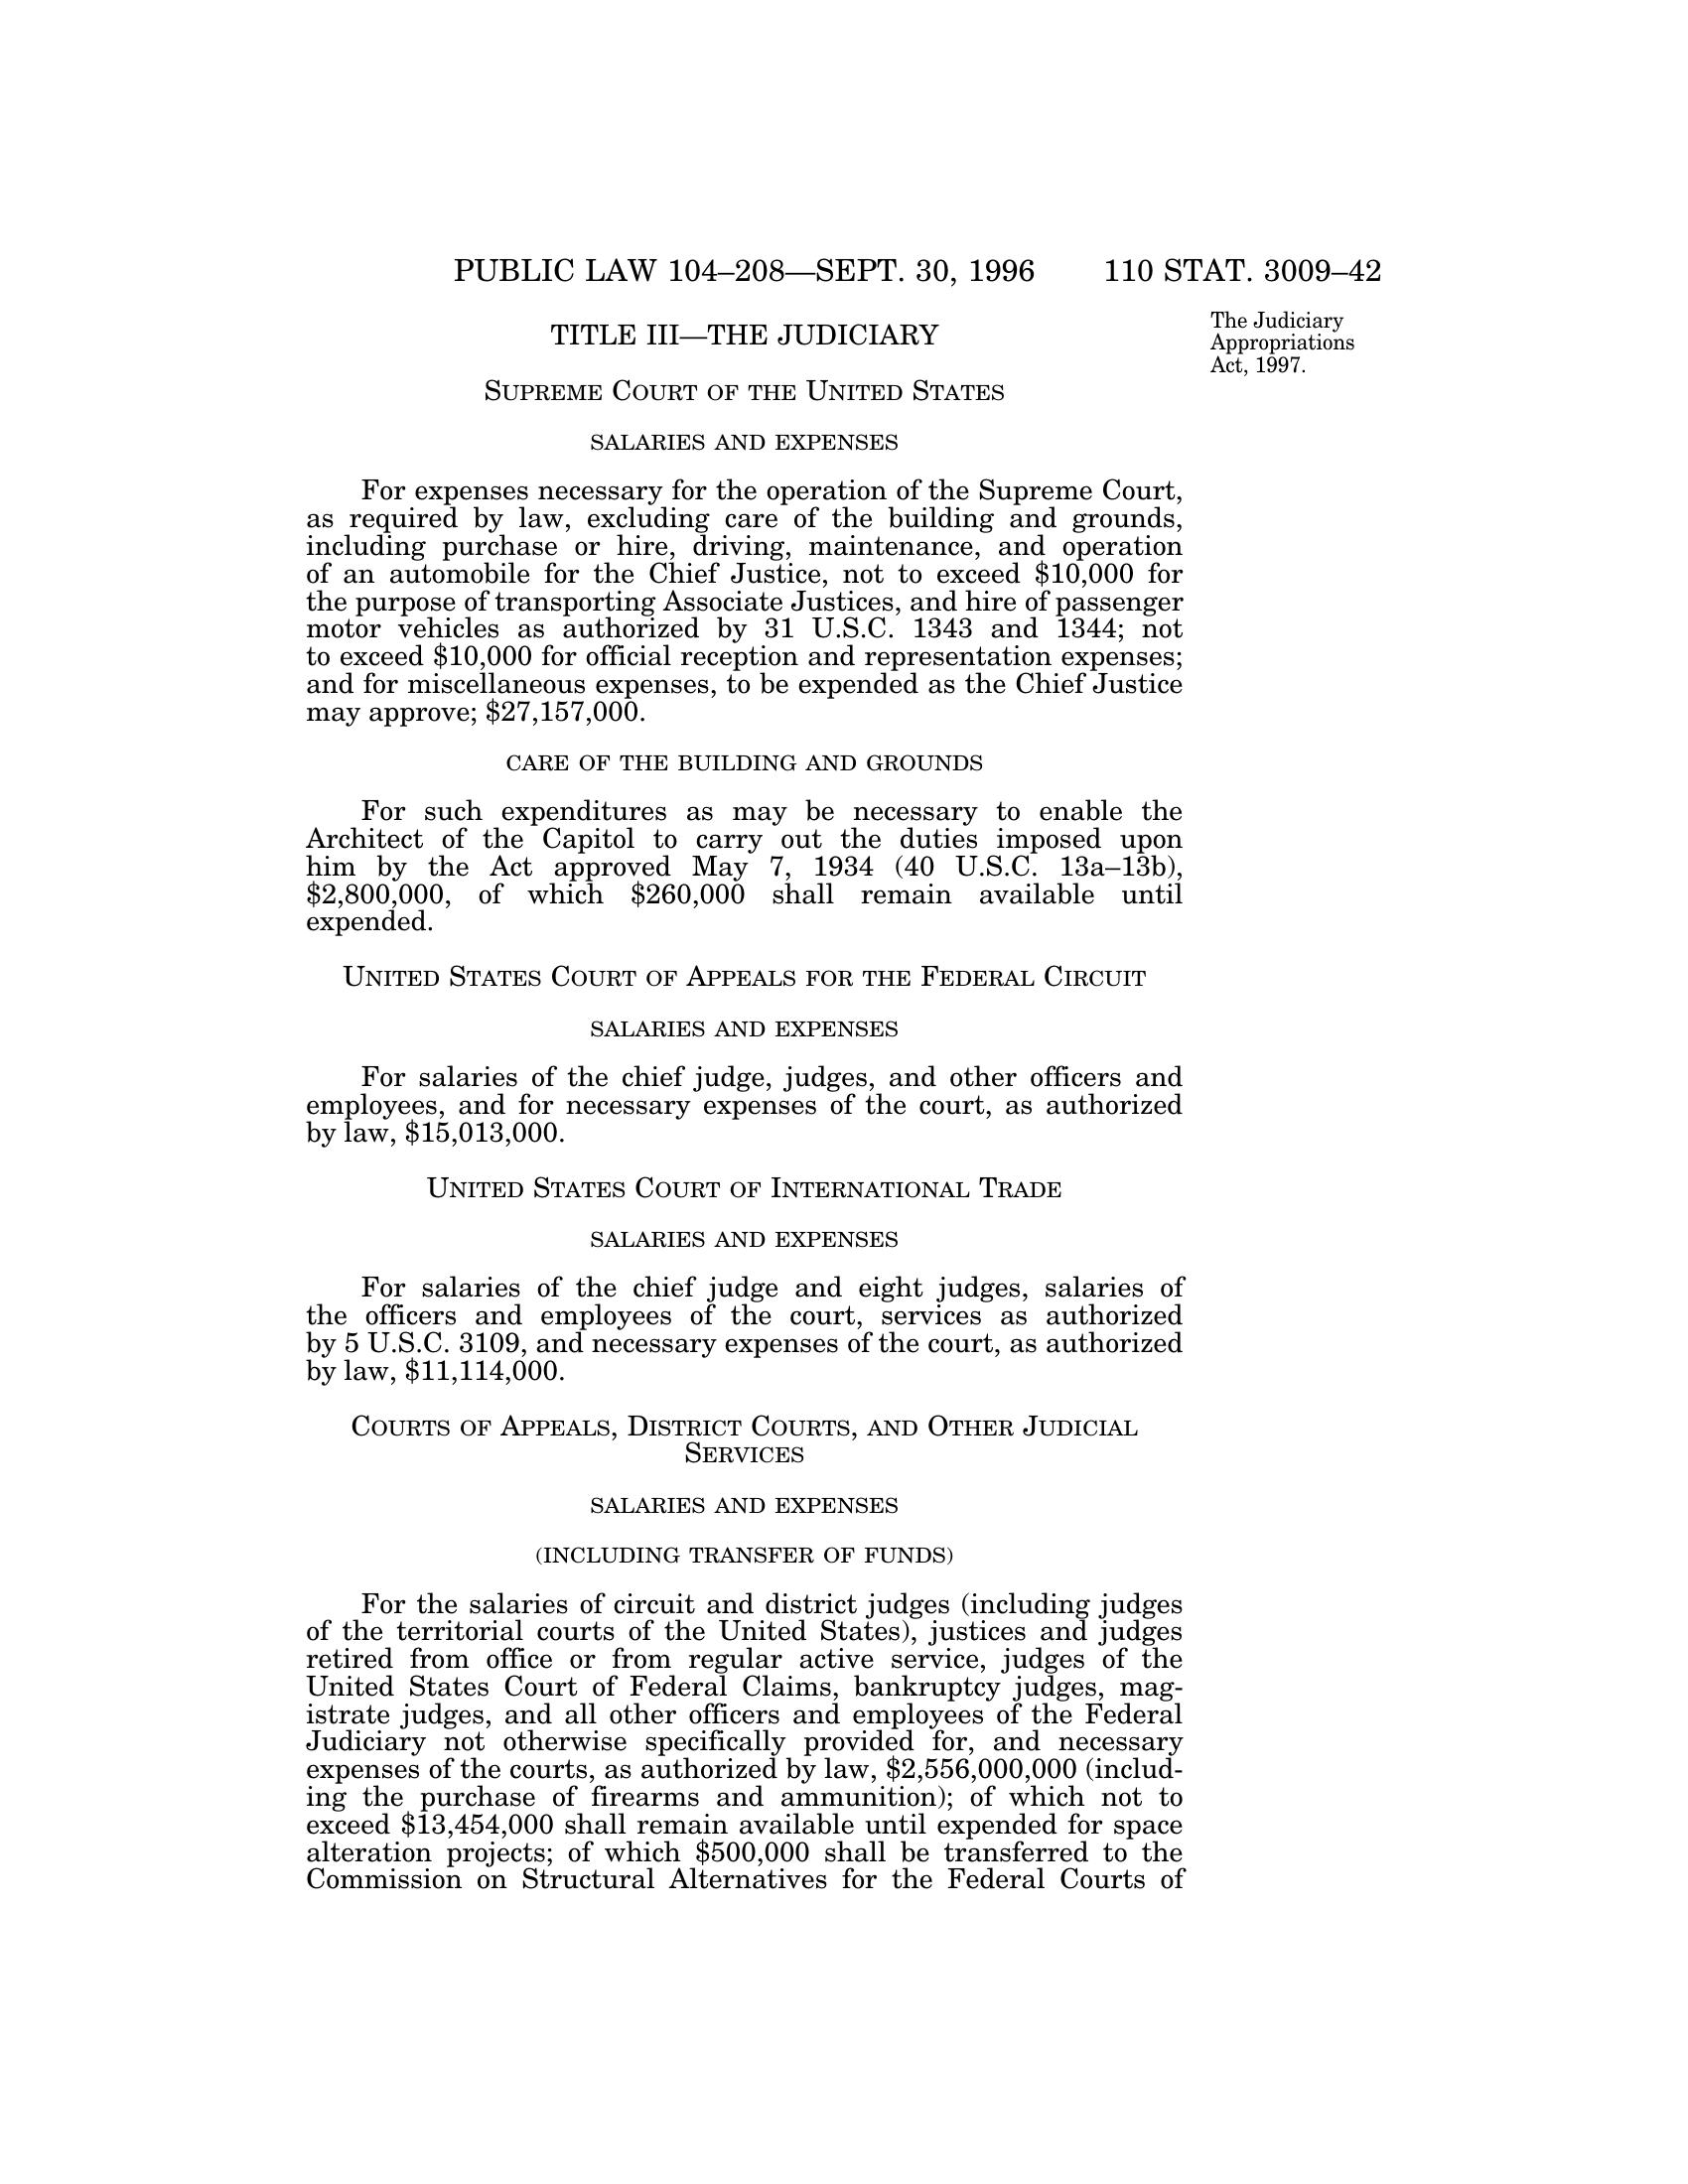 PUBLIC LAW 104–208—SEPT. 30, 1996 110 STAT. 3009–42
The Judiciary
Appropriations
Act, 1997.
TITLE III—THE JUDICIARY
SUPREME COURT OF THE UNITED STATES
SALARIES AND EXPENSES
For expenses necessary for the operation of the Supreme Court,
as required by law, excluding care of the building and grounds,
including purchase or hire, driving, maintenance, and operation
of an automobile for the Chief Justice, not to exceed $10,000 for
the purpose of transporting Associate Justices, and hire of passenger
motor vehicles as authorized by 31 U.S.C. 1343 and 1344; not
to exceed $10,000 for official reception and representation expenses;
and for miscellaneous expenses, to be expended as the Chief Justice
may approve; $27,157,000.
CARE OF THE BUILDING AND GROUNDS
For such expenditures as may be necessary to enable the
Architect of the Capitol to carry out the duties imposed upon
him by the Act approved May 7, 1934 (40 U.S.C. 13a–13b),
$2,800,000, of which $260,000 shall remain available until
expended.
UNITED STATES COURT OF APPEALS FOR THE FEDERAL CIRCUIT
SALARIES AND EXPENSES
For salaries of the chief judge, judges, and other officers and
employees, and for necessary expenses of the court, as authorized
by law, $15,013,000.
UNITED STATES COURT OF INTERNATIONAL TRADE
SALARIES AND EXPENSES
For salaries of the chief judge and eight judges, salaries of
the officers and employees of the court, services as authorized
by 5 U.S.C. 3109, and necessary expenses of the court, as authorized
by law, $11,114,000.
COURTS OF APPEALS, DISTRICT COURTS, AND OTHER JUDICIAL
SERVICES
SALARIES AND EXPENSES
(INCLUDING TRANSFER OF FUNDS)
For the salaries of circuit and district judges (including judges
of the territorial courts of the United States), justices and judges
retired from office or from regular active service, judges of the
United States Court of Federal Claims, bankruptcy judges, mag-
istrate judges, and all other officers and employees of the Federal
Judiciary not otherwise specifically provided for, and necessary
expenses of the courts, as authorized by law, $2,556,000,000 (includ-
ing the purchase of firearms and ammunition); of which not to
exceed $13,454,000 shall remain available until expended for space
alteration projects; of which $500,000 shall be transferred to the
Commission on Structural Alternatives for the Federal Courts of